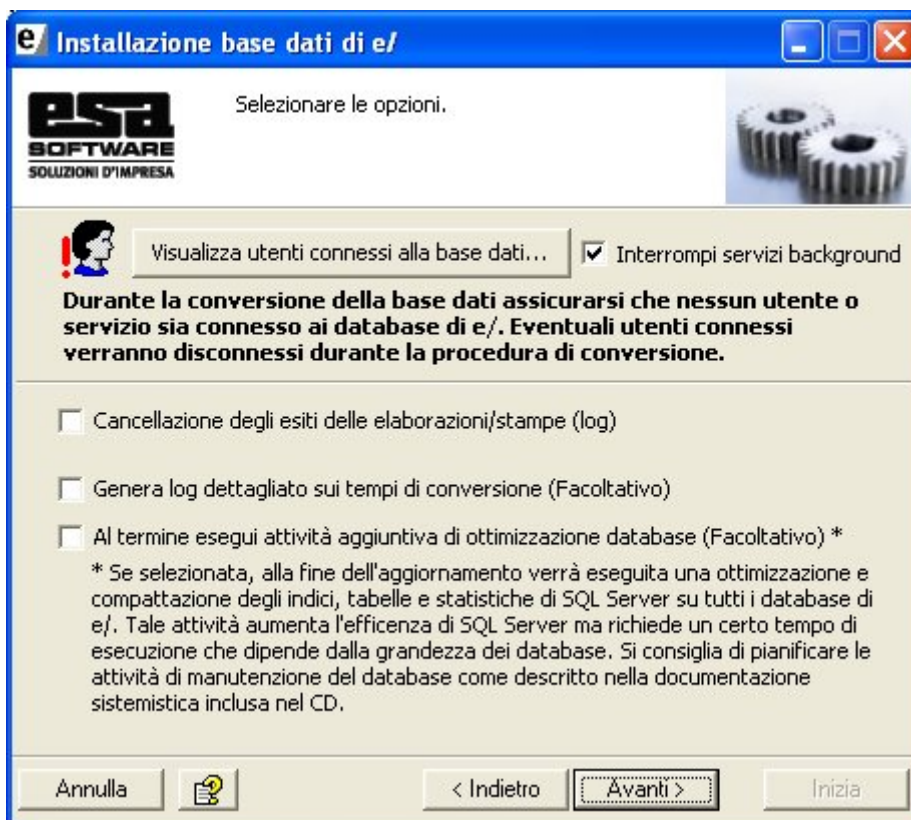 e/ Installazione base dati di e/
esa
SOFTWARE
SOLUZIONI D'IMPRESA
Selezionare le opzioni.
Visualizza utenti connessi alla base dati...
Interrompi servizi background
Durante la conversione della base dati assicurarsi che nessun utente o
servizio sia connesso ai database di e/. Eventuali utenti connessi
verranno disconnessi durante la procedura di conversione.
Cancellazione degli esiti delle elaborazioni/stampe (log)
Genera log dettagliato sui tempi di conversione (Facoltativo)
Al termine esegui attività aggiuntiva di ottimizzazione database (Facoltativo) *
* Se selezionata, alla fine dell'aggiornamento verrà eseguita una ottimizzazione e
compattazione degli indici, tabelle e statistiche di SQL Server su tutti i database di
e/. Tale attività aumenta l'efficenza di SQL Server ma richiede un certo tempo di
esecuzione che dipende dalla grandezza dei database. Si consiglia di pianificare le
attività di manutenzione del database come descritto nella documentazione
sistemistica inclusa nel CD.
Annulla
< Indietro
Avanti >
Inizia